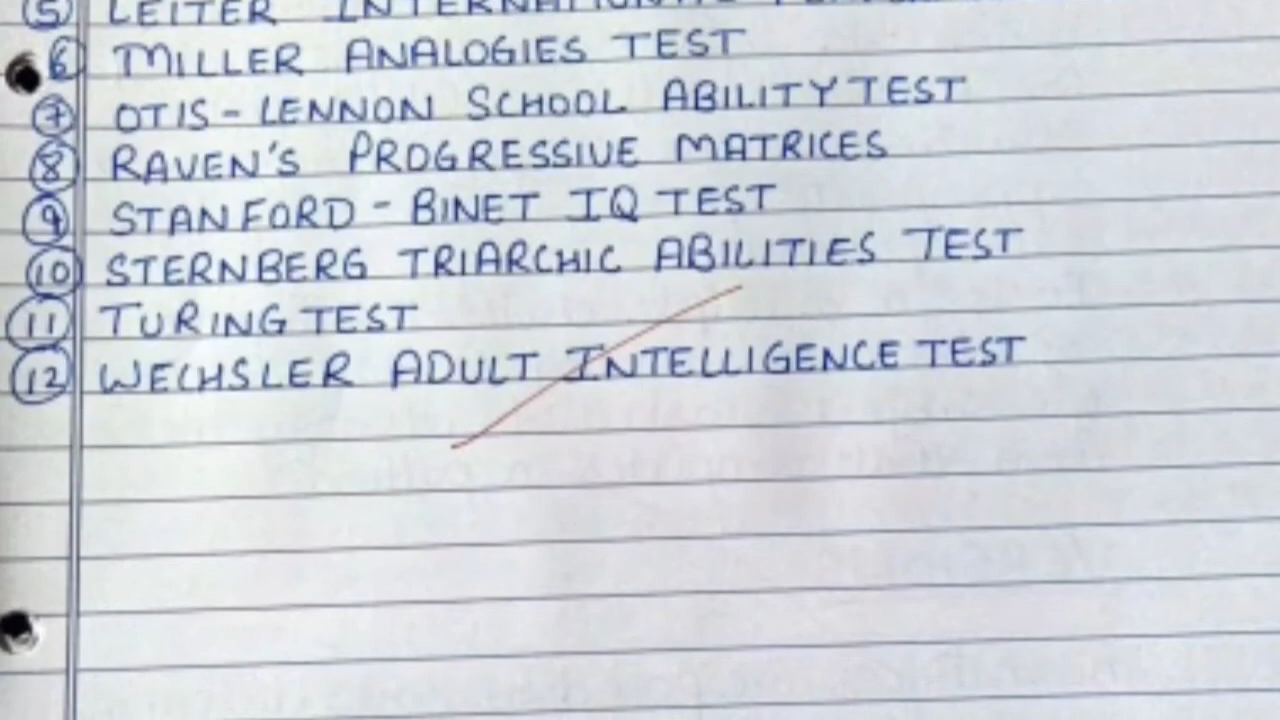 5 LEITER INTERNATIONAL
6 MILLER ANALOGIES TEST
7 OTIS-LENNON SCHOOL ABILITY TEST
8 RAVEN'S PROGRESSIVE MATRICES
9 STANFORD-BINET IQ TEST
10 STERNBERG TRIARCHIC ABILITIES TEST
11 TURING TEST
12 WECHSLER ADULT INTELLIGENCE TEST